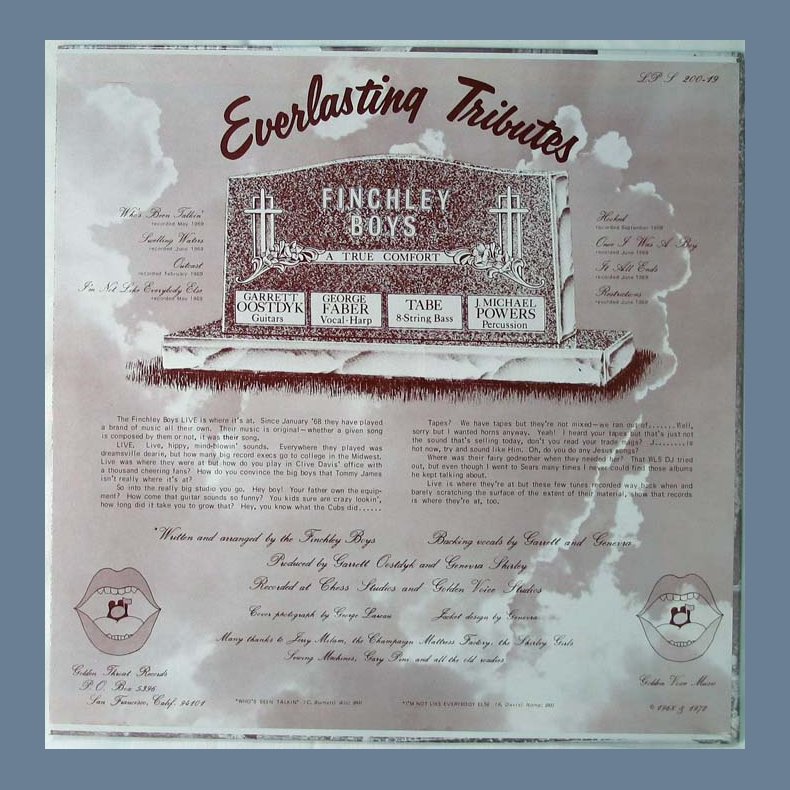 LPS 200-19
Everlasting Tributes
FINCHLEY
BOYS
A TRUE COMFORT
GARRETT
OOSTDYK
Guitars
GEORGE
FABER
Vocal-Harp
TABE
8-String Bass
J. MICHAEL
POWERS
Percussion
Who's Been Talkin'
recorded May 1969
Swelling Waters
recorded June 1969
Outcast
recorded February 1969
I'm Not Like Everybody Else
recorded May 1969
Hooked
recorded September 1968
Once I Was A Boy
recorded June 1969
It All Ends
recorded June 1969
Restrictions
recorded June 1969
The Finchley Boys LIVE is where it's at. Since January '68 they have played
a brand of music all their own. Their music is original—whether a given song
is composed by them or not, it was their song.
LIVE. Live, hippy, mind-blowin' sounds. Everywhere they played was
dreamsville dearie, but how many big record execs go to college in the Midwest.
Live was where they were at but how do you play in Clive Davis' office with
a thousand cheering fans? How do you convince the big boys that Tommy James
isn't really where it's at?
So into the really big studio you go. Hey boy! Your father own the equip-
ment? How come that guitar sounds so funny? You kids sure are crazy lookin',
how long did it take you to grow that? Hey, you know what the Cubs did......
Tapes? We have tapes but they're not mixed—we ran out of.......Well,
sorry but I wanted horns anyway. Yeah! I heard your tapes but that's just not
the sound that's selling today, don't you read your trade mags? J..........is
hot now, try and sound like Him. Oh, do you do any Jesus songs?
Where was their fairy godmother when they needed her? That WLS DJ tried
out, but even though I went to Sears many times I never could find those albums
he kept talking about.
Live is where they're at but these few tunes recorded way back when and
barely scratching the surface of the extent of their material, show that records
is where they're at, too.
*Written and arranged by the Finchley Boys
Backing vocals by Garrett and Genevra
Produced by Garrett Oostdyk and Genevra Shirley
Recorded at Chess Studios and Golden Voice Studios
Cover photograph by George
Jacket design by Genevra
Many thanks to Jerry Milam, the Champaign Mattress Factory, the Shirley Girls
Sewing Machines, Gary and all the old roadies
Golden Throat Records
P.O. Box 5396
San Francisco, Calif. 94101
*"WHO'S BEEN TALKIN'" (C. Burnett) Arc: BMI
*"I'M NOT LIKE EVERYBODY ELSE" (R. Davis) Noma: BMI
Golden Voice Music
© 1968 & 1972